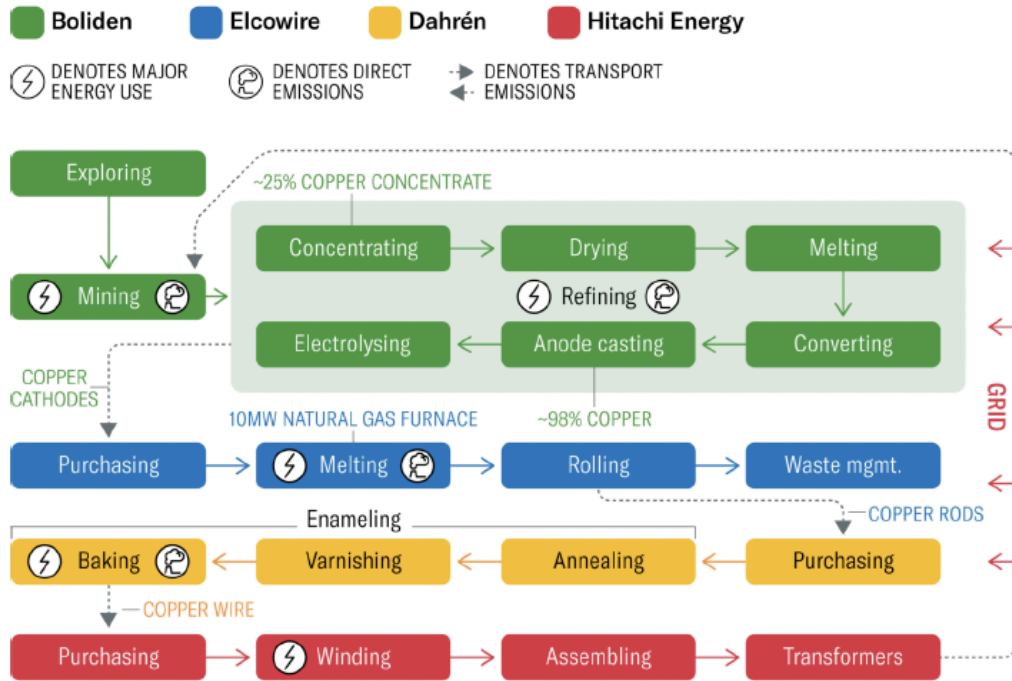 Boliden
Elcowire
Dahrén
Hitachi Energy
DENOTES MAJOR
ENERGY USE
DENOTES DIRECT
EMISSIONS
DENOTES TRANSPORT
EMISSIONS
Exploring
~25% COPPER CONCENTRATE
Concentrating
Drying
Melting
Mining
Refining
Electrolysing
Anode casting
Converting
COPPER
CATHODES
10MW NATURAL GAS FURNACE
~98% COPPER
GRID
Purchasing
Melting
Rolling
Waste mgmt.
Enameling
COPPER RODS
Baking
Varnishing
Annealing
Purchasing
COPPER WIRE
Purchasing
Winding
Assembling
Transformers